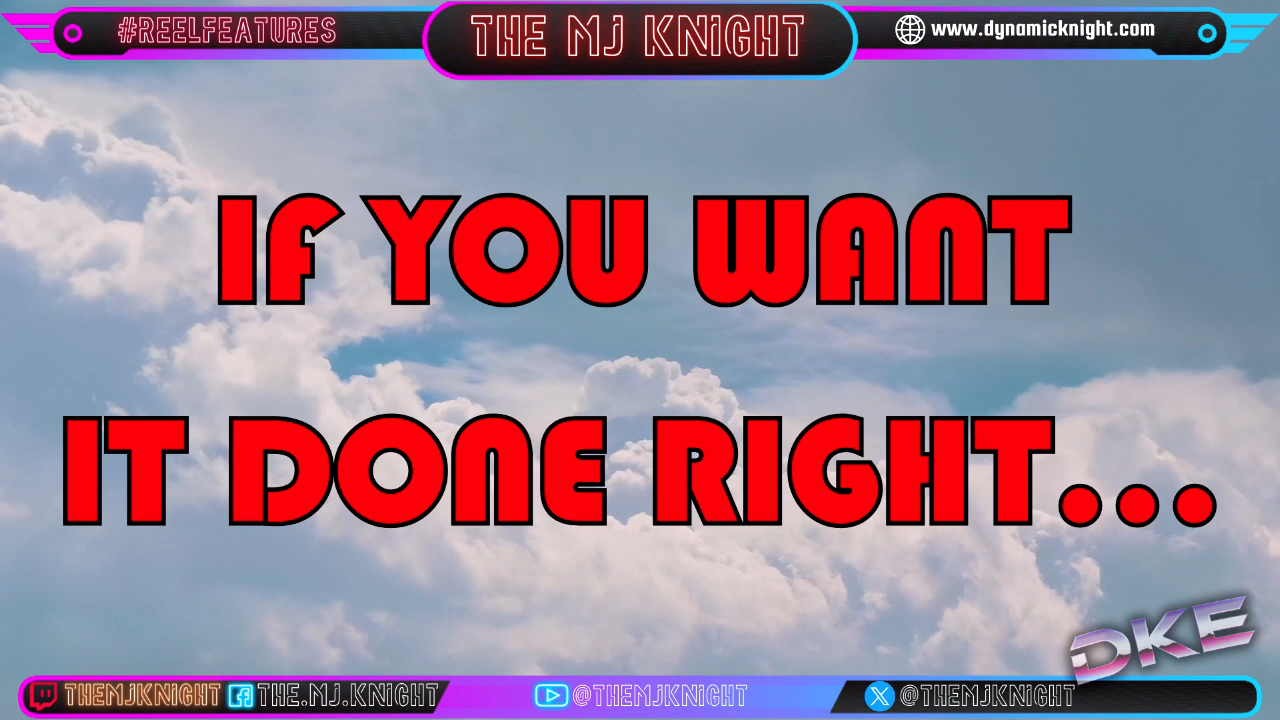 #REELFEATURES
THE MJ KNIGHT
www.dynamicknight.com
IF YOU WANT
IT DONE RIGHT...
DKE
THEMJKNIGHT
THE.MJ.KNIGHT
@THEMJKNIGHT
@THEMJKNIGHT